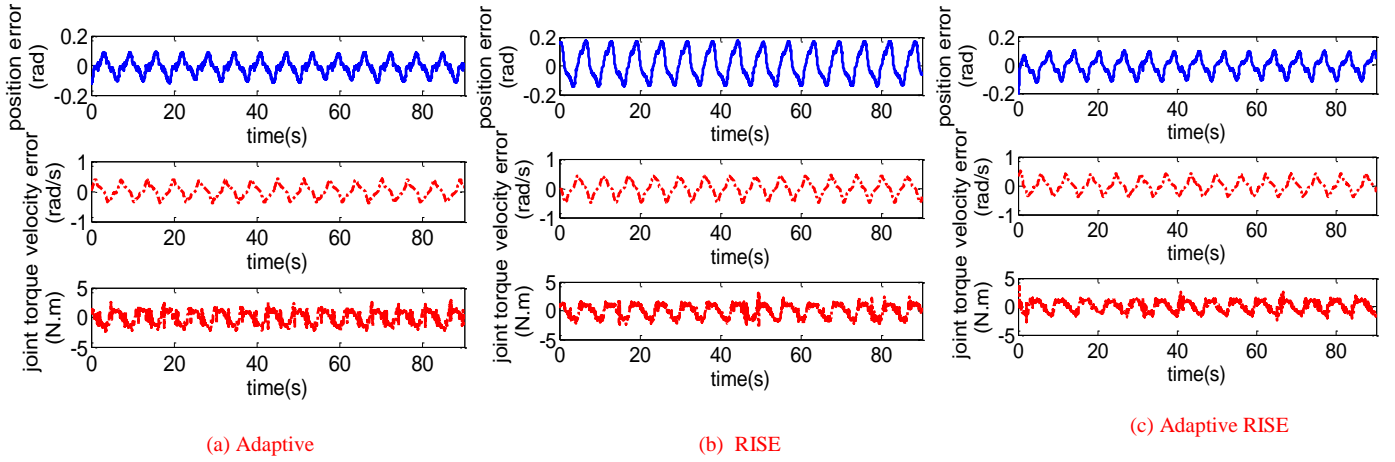 position error
(rad)
0.2
0
-0.2
0 20 40 60 80
time(s)
velocity error
(rad/s)
1
0
-1
0 20 40 60 80
time(s)
joint torque
(N.m)
5
0
-5
0 20 40 60 80
time(s)
(a) Adaptive
position error
(rad)
0.2
0
-0.2
0 20 40 60 80
time(s)
velocity error
(rad/s)
1
0
-1
0 20 40 60 80
time(s)
joint torque
(N.m)
5
0
-5
0 20 40 60 80
time(s)
(b) RISE
position error
(rad)
0.2
0
-0.2
0 20 40 60 80
time(s)
velocity error
(rad/s)
1
0
-1
0 20 40 60 80
time(s)
joint torque
(N.m)
5
0
-5
0 20 40 60 80
time(s)
(c) Adaptive RISE